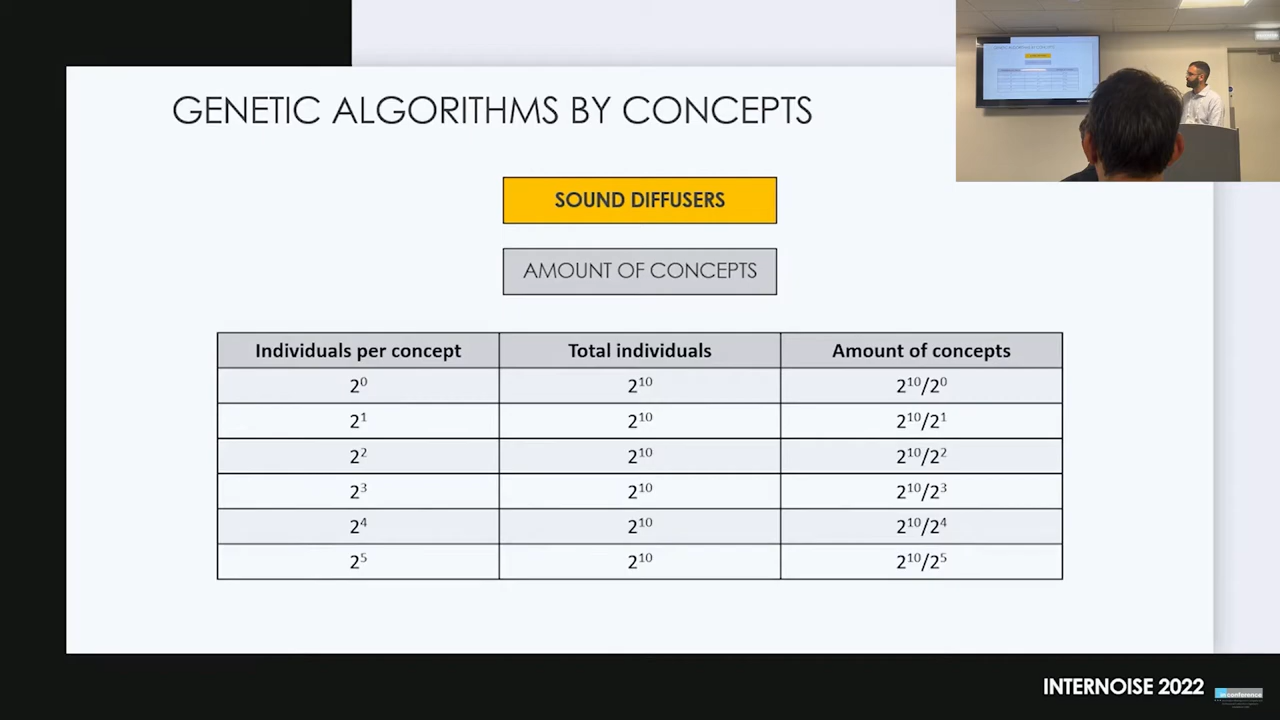 GENETIC ALGORITHMS BY CONCEPTS
SOUND DIFFUSERS
AMOUNT OF CONCEPTS
Individuals per concept Total individuals Amount of concepts
2⁰ 2¹⁰ 2¹⁰/2⁰
2¹ 2¹⁰ 2¹⁰/2¹
2² 2¹⁰ 2¹⁰/2²
2³ 2¹⁰ 2¹⁰/2³
2⁴ 2¹⁰ 2¹⁰/2⁴
2⁵ 2¹⁰ 2¹⁰/2⁵
INTERNOISE 2022